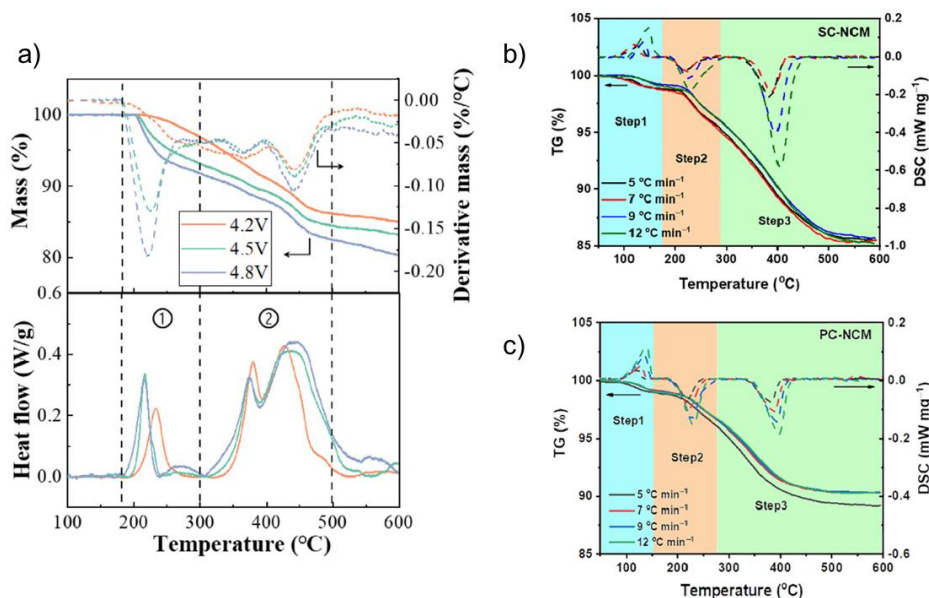 a)
Mass (%)
100
90
80
0.6
4.2V
4.5V
4.8V
0.00
-0.05
-0.10
-0.15
-0.20
Derivative mass (%/°C)
①
②
Heat flow (W/g)
0.4
0.2
0.0
100 200 300 400 500 600
Temperature (°C)
b)
SC-NCM
TG (%)
105
100
95
90
85
Step1
Step2
Step3
5 °C min⁻¹
7 °C min⁻¹
9 °C min⁻¹
12 °C min⁻¹
0.2
0.0
-0.2
-0.4
-0.6
-0.8
-1.0
DSC (mW mg⁻¹)
0 100 200 300 400 500 600
Temperature (°C)
c)
PC-NCM
TG (%)
105
100
95
90
85
Step1
Step2
Step3
5 °C min⁻¹
7 °C min⁻¹
9 °C min⁻¹
12 °C min⁻¹
0.2
0.0
-0.2
-0.4
-0.6
DSC (mW mg⁻¹)
0 100 200 300 400 500 600
Temperature (°C)